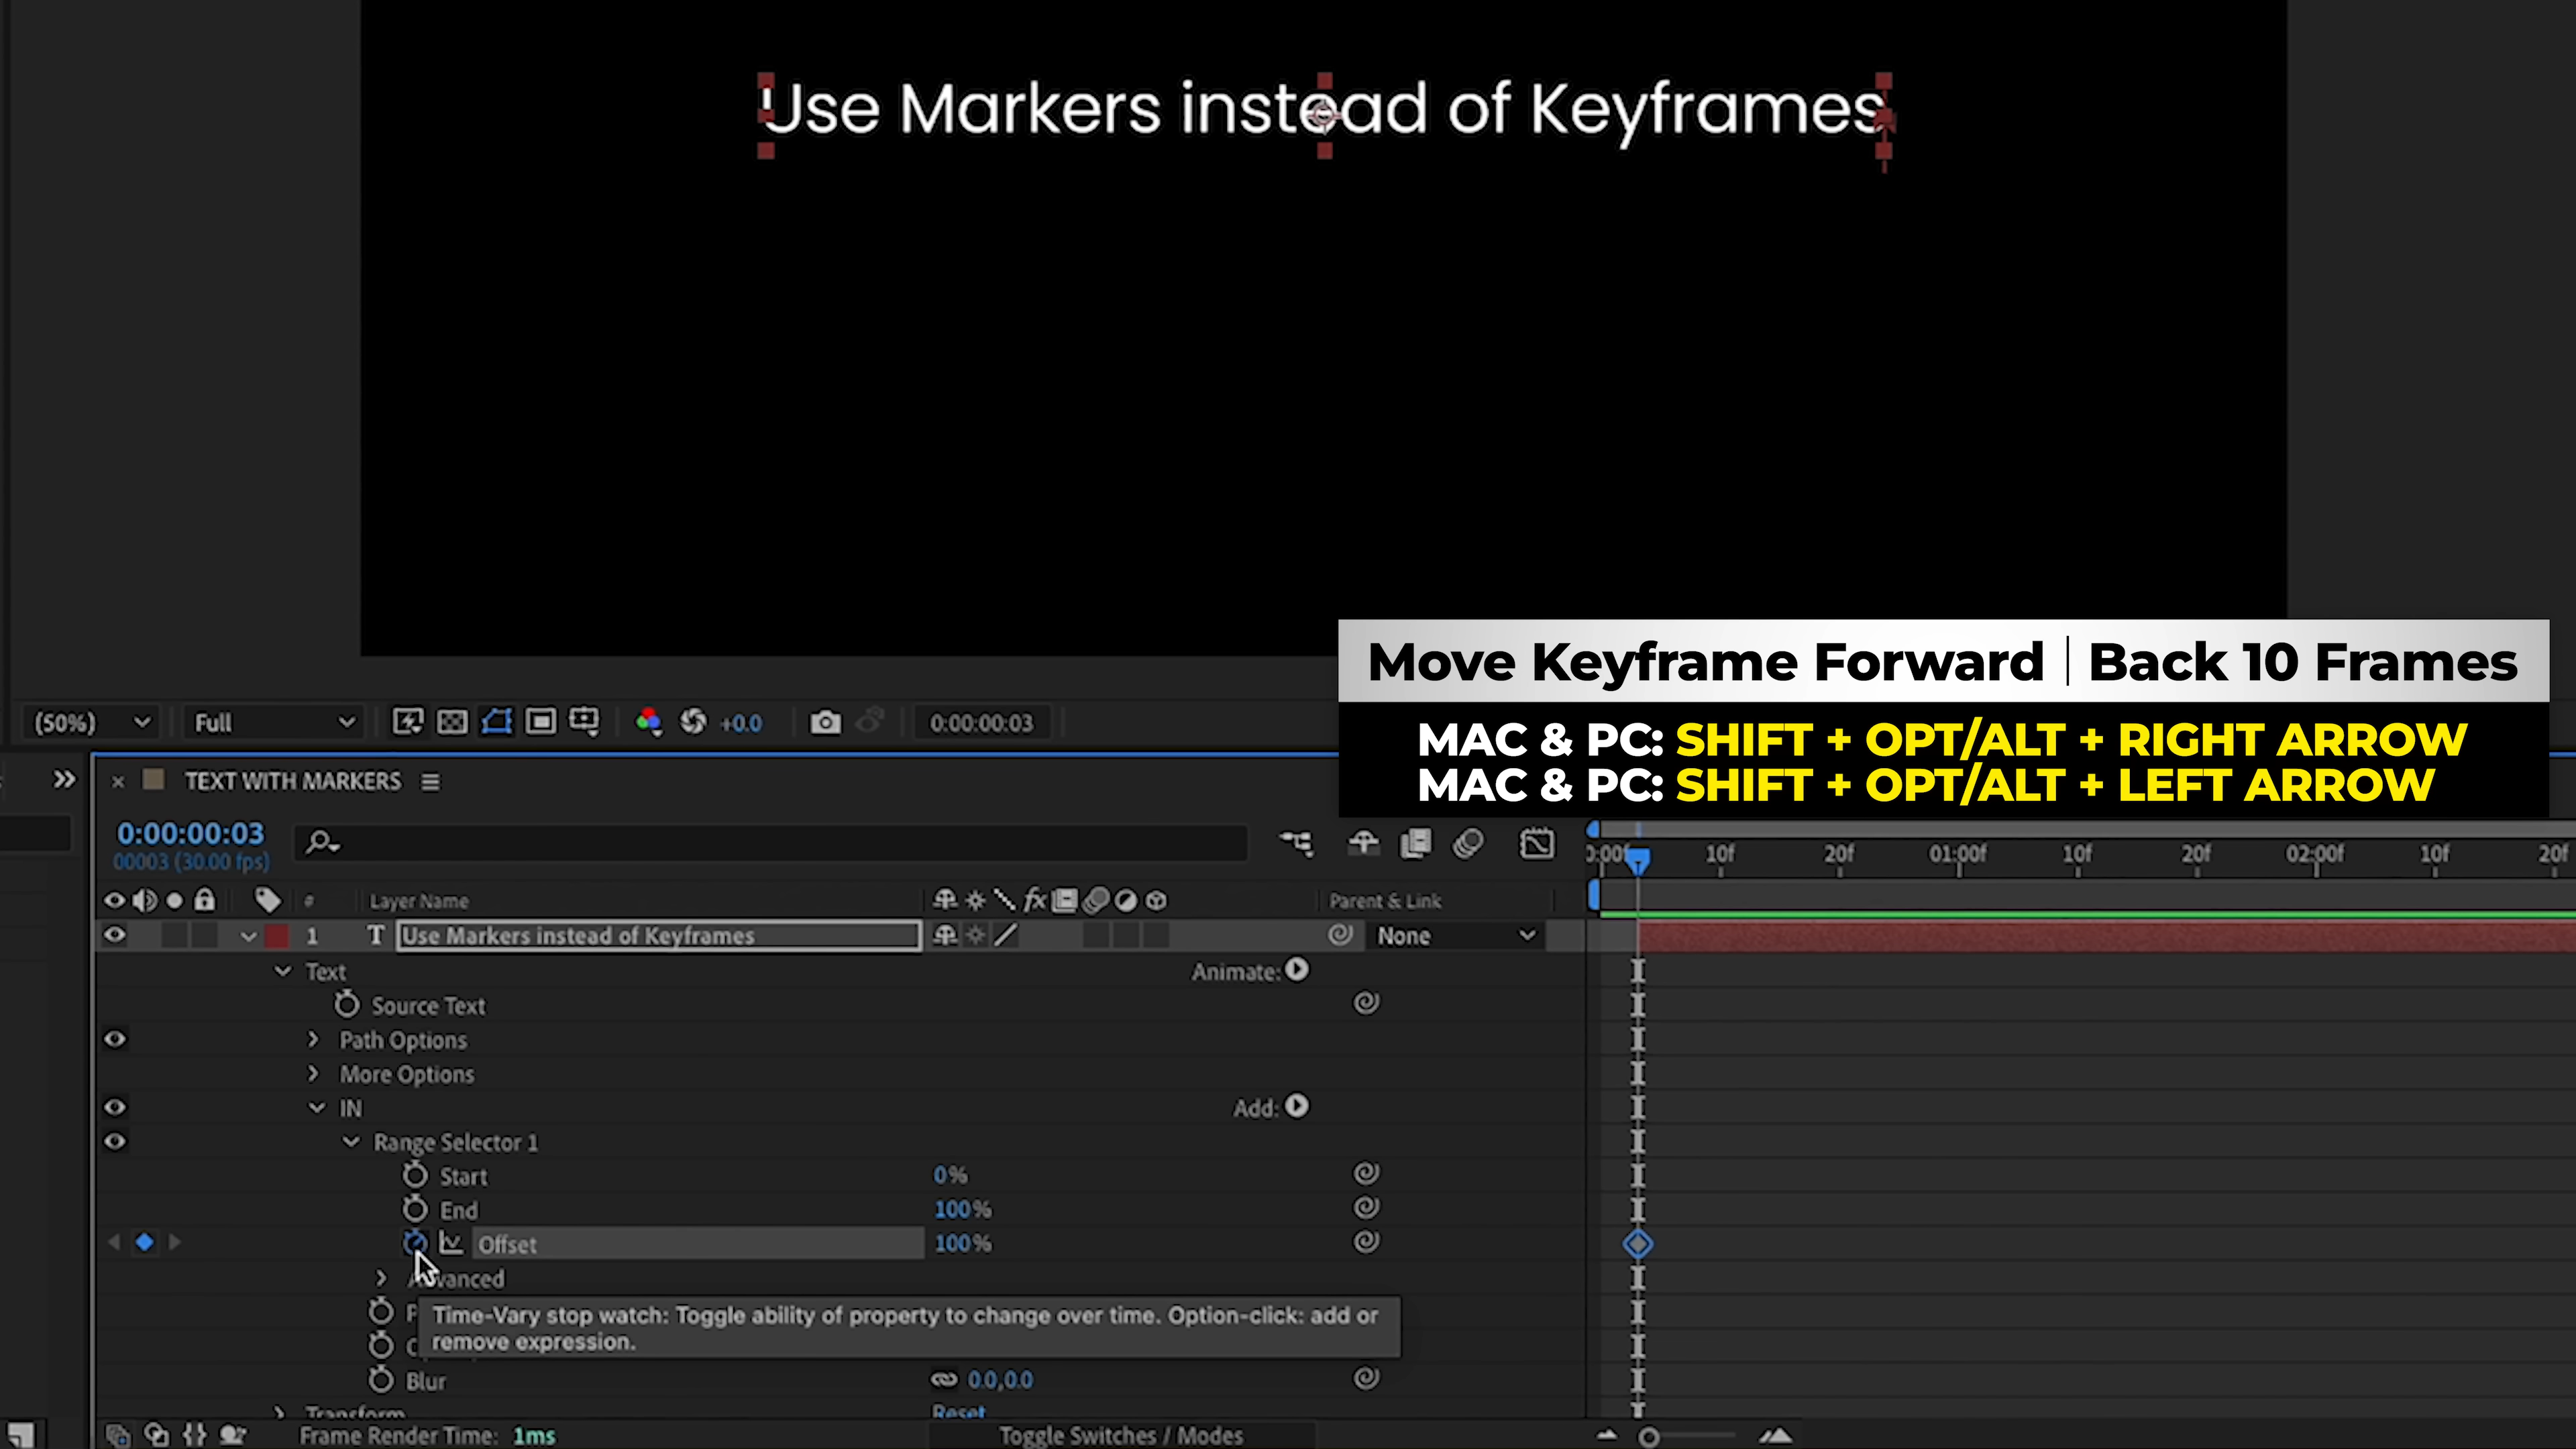 Use Markers instead of Keyframes
Move Keyframe Forward | Back 10 Frames
MAC & PC: SHIFT + OPT/ALT + RIGHT ARROW
MAC & PC: SHIFT + OPT/ALT + LEFT ARROW
(50%) Full +0.0 0:00:00:03
TEXT WITH MARKERS
0:00:00:03
00003 (30.00 fps)
0:00f 10f 20f 01:00f 10f 20f 02:00f 10f 20f
# Layer Name fx Parent & Link
1 T Use Markers instead of Keyframes None
Text Animate:
Source Text
Path Options
More Options
IN Add:
Range Selector 1
Start 0%
End 100%
Offset 100%
Advanced
Time-Vary stop watch: Toggle ability of property to change over time. Option-click: add or
remove expression.
Blur 0.0,0.0
Transform Reset
Frame Render Time: 1ms Toggle Switches / Modes